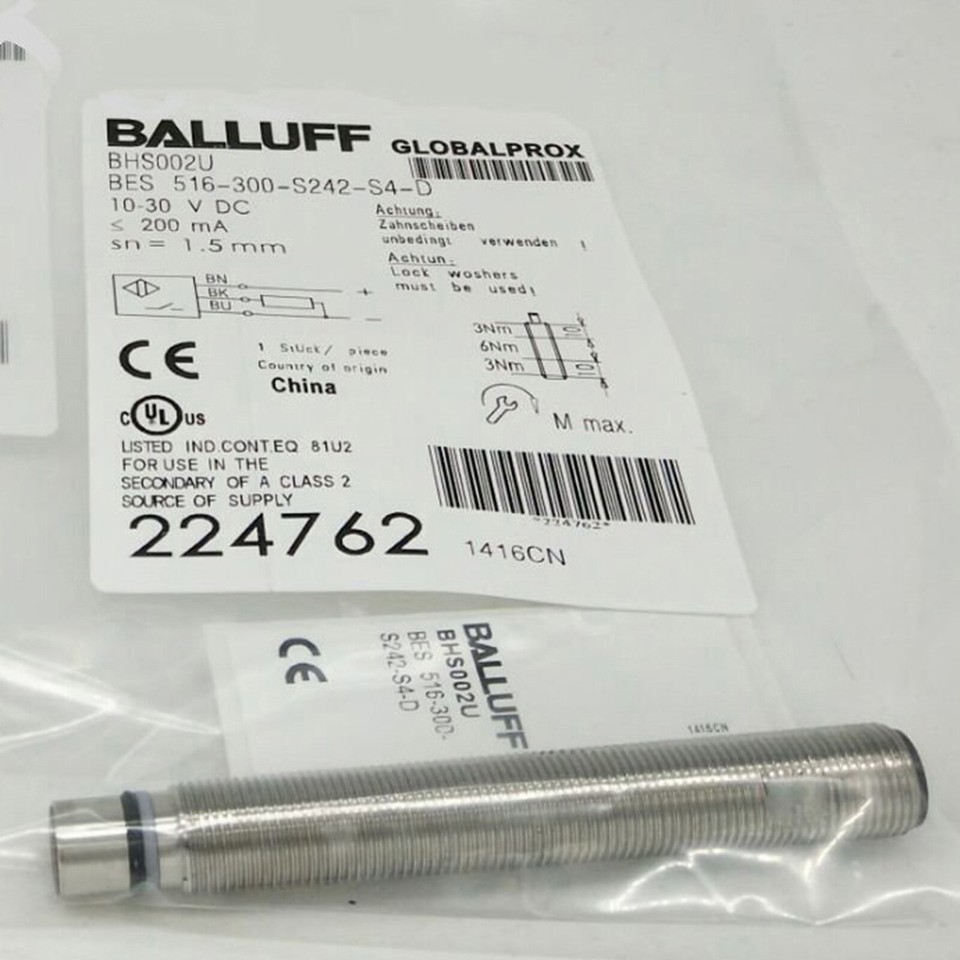 BALLUFF GLOBALPROX
BHS002U
BES 516-300-S242-S4-D
10-30 V DC
≤ 200 mA
sn = 1.5 mm
Achtung:
Zahnscheiben
unbedingt verwenden !
Achtun:
Lock woshers
must be used!
BN
BK
BU
+
-
CE
1 Stück/ piece
Country of origin
China
3Nm
6Nm
3Nm
M max.
C UL US
LISTED IND.CONT.EQ 81U2
FOR USE IN THE
SECONDARY OF A CLASS 2
SOURCE OF SUPPLY
*224762*
224762
1416CN
CE
BALLUFF
BHS002U
BES 516-300-
S242-S4-D
1416CN